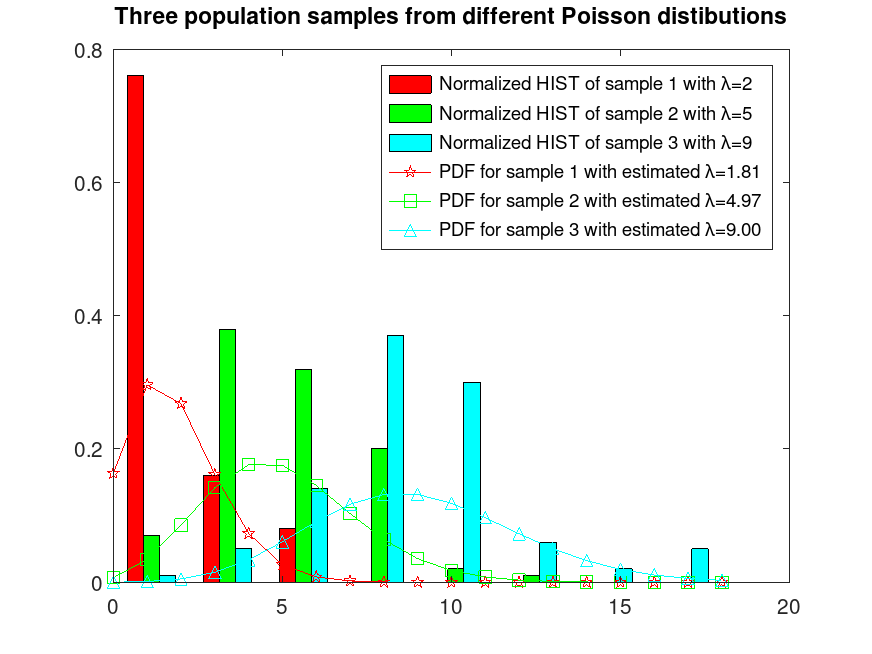 Three population samples from different Poisson distibutions
0.8
Normalized HIST of sample 1 with λ=2
Normalized HIST of sample 2 with λ=5
Normalized HIST of sample 3 with λ=9
PDF for sample 1 with estimated λ=1.81
PDF for sample 2 with estimated λ=4.97
PDF for sample 3 with estimated λ=9.00
0.6
0.4
0.2
0
0 5 10 15 20